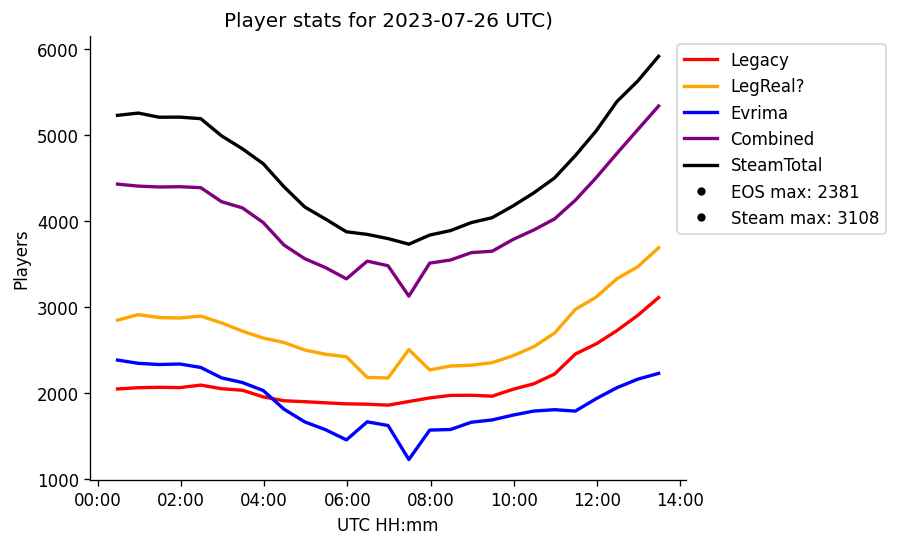 Player stats for 2023-07-26 UTC)
6000
5000
4000
3000
2000
1000
Players
00:00 02:00 04:00 06:00 08:00 10:00 12:00 14:00
UTC HH:mm
Legacy
LegReal?
Evrima
Combined
SteamTotal
EOS max: 2381
Steam max: 3108